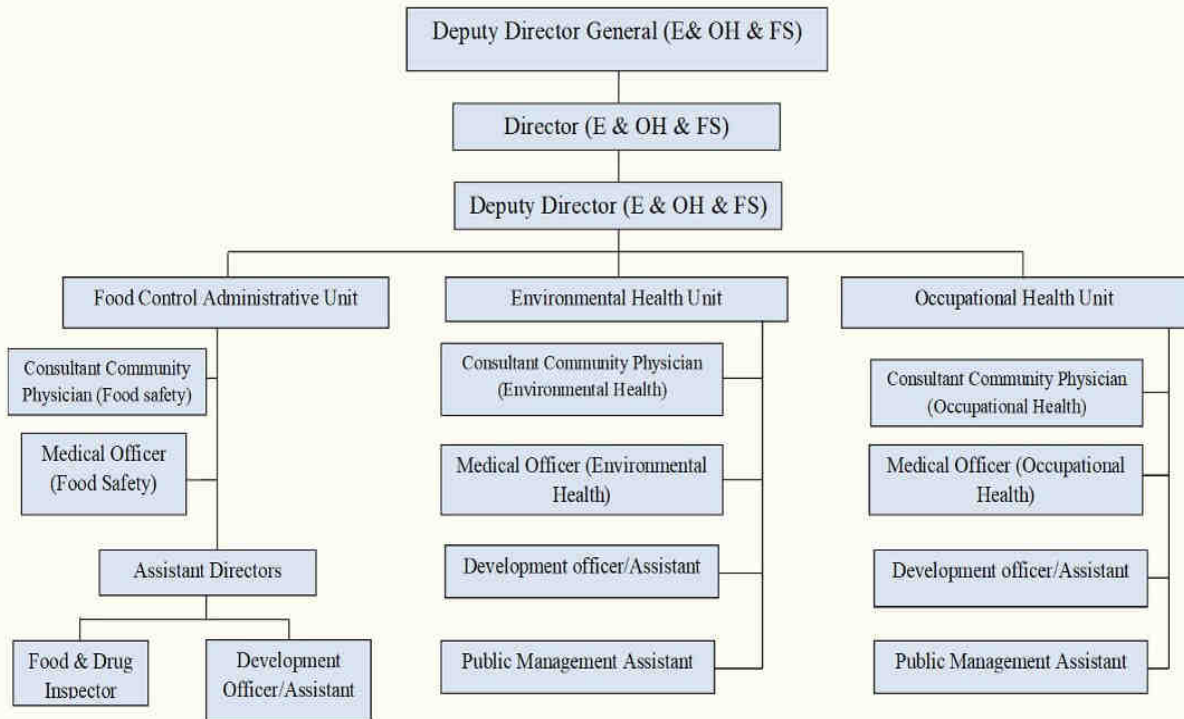 Deputy Director General (E& OH & FS)
Director (E & OH & FS)
Deputy Director (E & OH & FS)
Food Control Administrative Unit
Consultant Community
Physician (Food safety)
Medical Officer
(Food Safety)
Assistant Directors
Food & Drug
Inspector
Development
Officer/Assistant
Environmental Health Unit
Consultant Community Physician
(Environmental Health)
Medical Officer (Environmental
Health)
Development officer/Assistant
Public Management Assistant
Occupational Health Unit
Consultant Community Physician
(Occupational Health)
Medical Officer (Occupational
Health)
Development officer/Assistant
Public Management Assistant